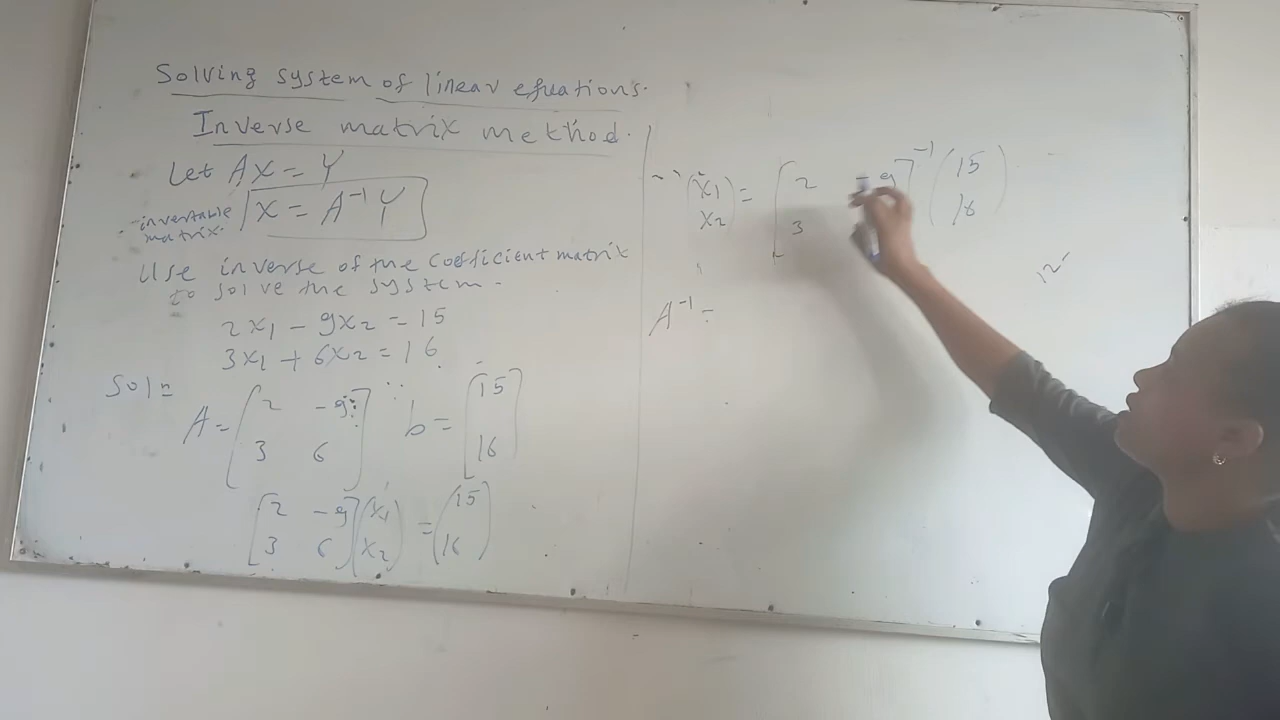 Solving system of linear equations.
Inverse matrix method.
Let AX = Y
invertable matrix.
X = A⁻¹ Y
Use inverse of the coefficient matrix
to solve the system.
2x₁ - 9x₂ = 15
3x₁ + 6x₂ = 16
Soln
A = [2 -9
3 6]
b = [15
16]
[2 -9 (x₁ = (15
3 6] x₂) 16)
(x₁ = [2 -9]⁻¹ (15
x₂) 3 16)
A⁻¹ =
12